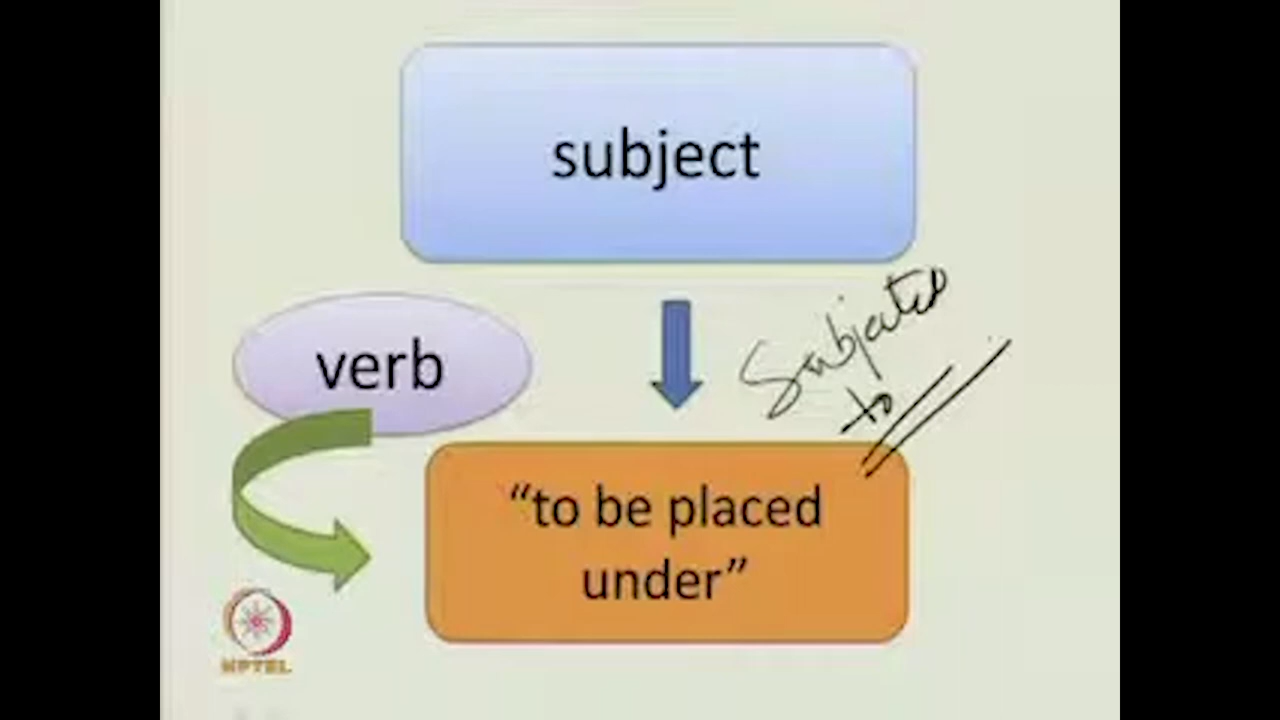 subject
verb
Subjected
to
“to be placed
under”
NPTEL